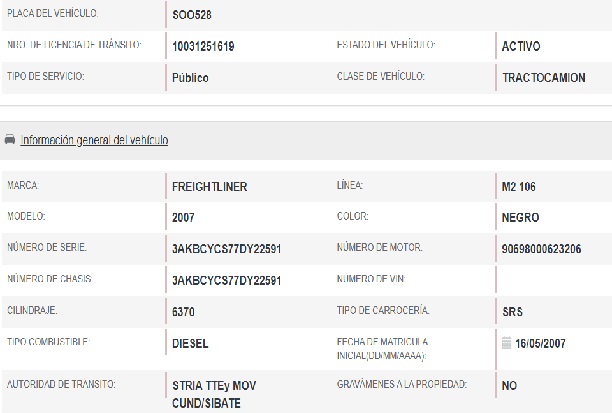 PLACA DEL VEHÍCULO: SOO528
NRO. DE LICENCIA DE TRÁNSITO: 10031251619 ESTADO DEL VEHÍCULO: ACTIVO
TIPO DE SERVICIO: Público CLASE DE VEHÍCULO: TRACTOCAMION
Información general del vehículo
MARCA: FREIGHTLINER LÍNEA: M2 106
MODELO: 2007 COLOR: NEGRO
NÚMERO DE SERIE: 3AKBCYCS77DY22591 NÚMERO DE MOTOR: 90698000623206
NÚMERO DE CHASIS: 3AKBCYCS77DY22591 NÚMERO DE VIN:
CILINDRAJE: 6370 TIPO DE CARROCERÍA: SRS
TIPO COMBUSTIBLE: DIESEL FECHA DE MATRICULA INICIAL(DD/MM/AAAA): 16/05/2007
AUTORIDAD DE TRÁNSITO: STRIA TTEy MOV CUND/SIBATE GRAVÁMENES A LA PROPIEDAD: NO